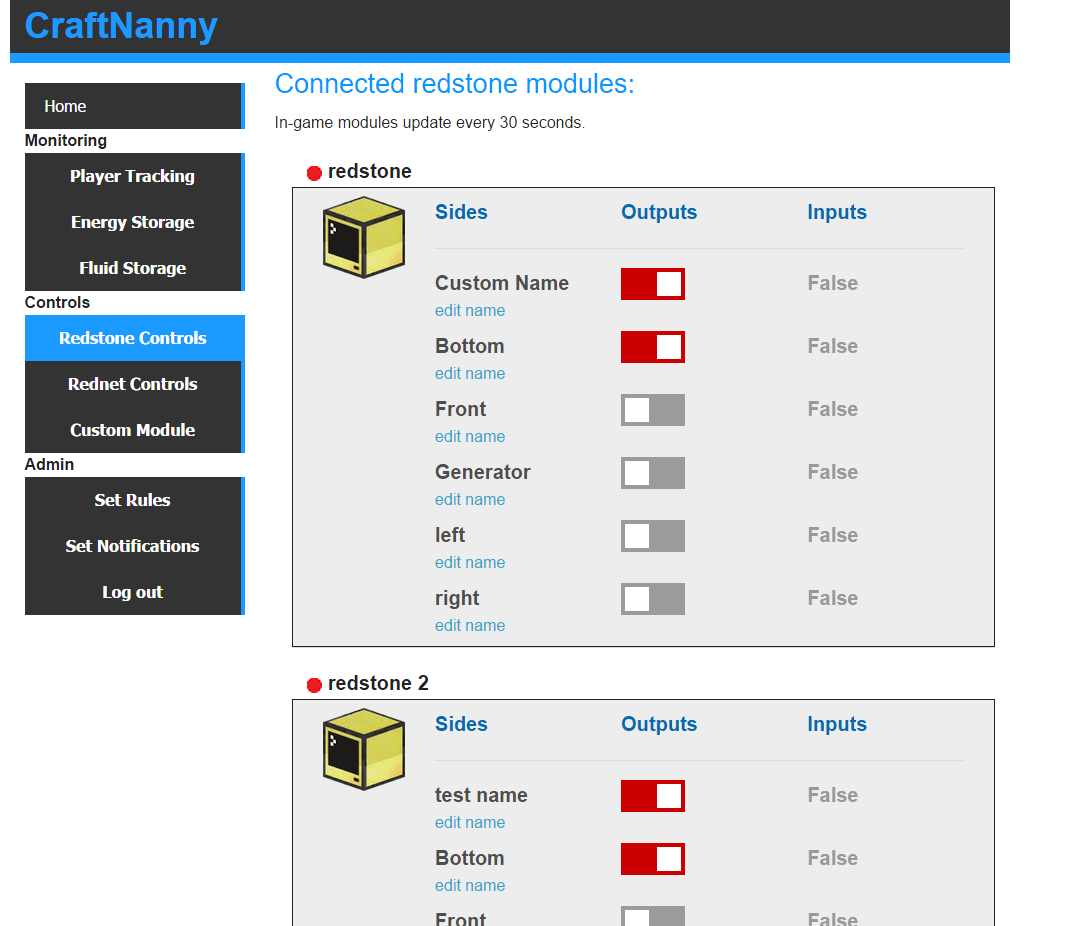 CraftNanny
Home
Monitoring
Player Tracking
Energy Storage
Fluid Storage
Controls
Redstone Controls
Rednet Controls
Custom Module
Admin
Set Rules
Set Notifications
Log out
Connected redstone modules:
In-game modules update every 30 seconds.
redstone
Sides Outputs Inputs
Custom Name False
edit name
Bottom False
edit name
Front False
edit name
Generator False
edit name
left False
edit name
right False
edit name
redstone 2
Sides Outputs Inputs
test name False
edit name
Bottom False
edit name
Front False